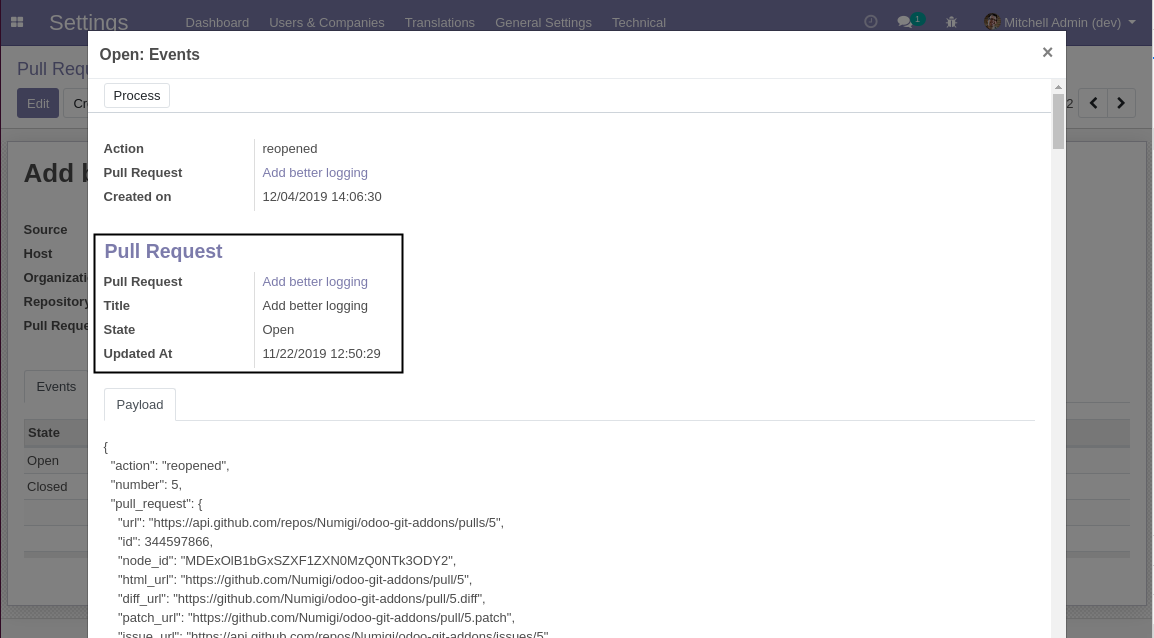 Settings Dashboard Users & Companies Translations General Settings Technical 1 Mitchell Admin (dev)
Pull Requ
Open: Events ×
Edit Cr 2
Process
Add b
Action reopened
Pull Request Add better logging
Created on 12/04/2019 14:06:30
Source
Host
Organizati
Repository
Pull Reque
Pull Request
Pull Request Add better logging
Title Add better logging
State Open
Updated At 11/22/2019 12:50:29
Events
Payload
State
Open
Closed
{
"action": "reopened",
"number": 5,
"pull_request": {
"url": "https://api.github.com/repos/Numigi/odoo-git-addons/pulls/5",
"id": 344597866,
"node_id": "MDExOlB1bGxSZXF1ZXN0MzQ0NTk3ODY2",
"html_url": "https://github.com/Numigi/odoo-git-addons/pull/5",
"diff_url": "https://github.com/Numigi/odoo-git-addons/pull/5.diff",
"patch_url": "https://github.com/Numigi/odoo-git-addons/pull/5.patch",
"issue_url": "https://api.github.com/repos/Numigi/odoo-git-addons/issues/5"